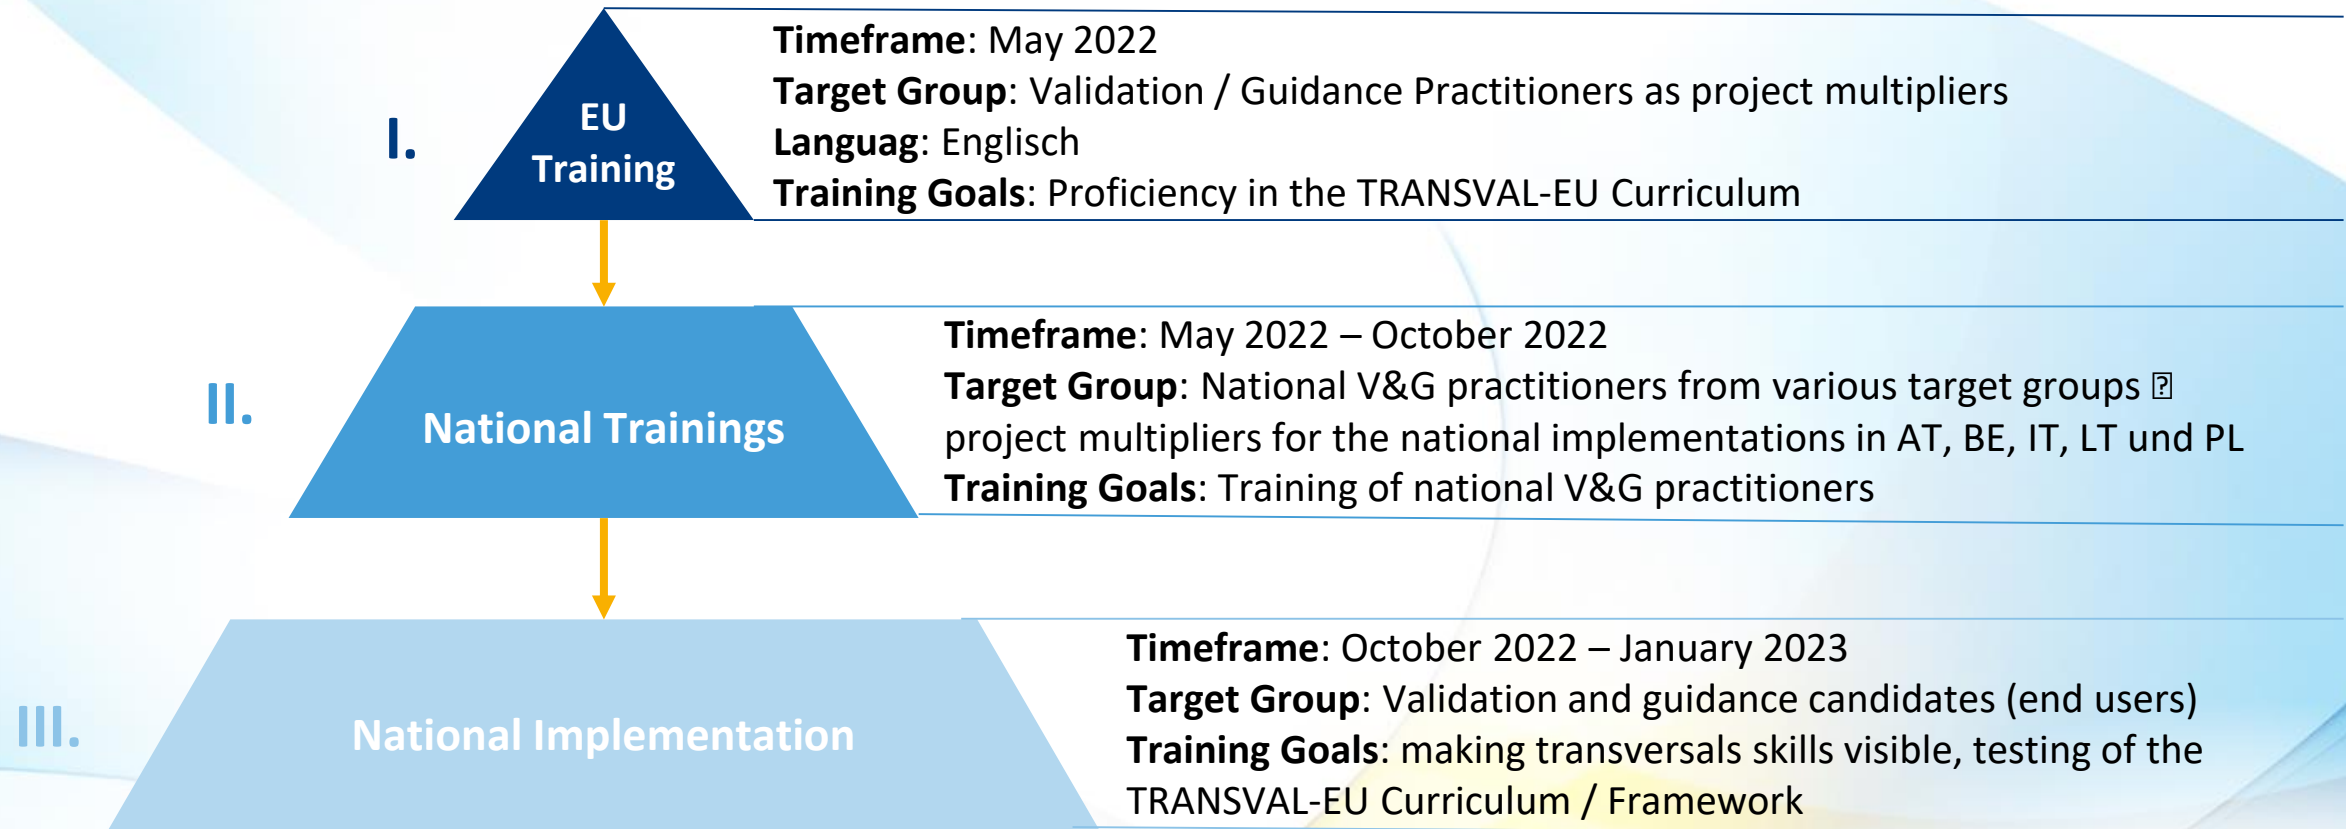 I.
EU
Training
Timeframe: May 2022
Target Group: Validation / Guidance Practitioners as project multipliers
Languag: Englisch
Training Goals: Proficiency in the TRANSVAL-EU Curriculum
II.
National Trainings
Timeframe: May 2022 – October 2022
Target Group: National V&G practitioners from various target groups ⍰
project multipliers for the national implementations in AT, BE, IT, LT und PL
Training Goals: Training of national V&G practitioners
III.
National Implementation
Timeframe: October 2022 – January 2023
Target Group: Validation and guidance candidates (end users)
Training Goals: making transversals skills visible, testing of the
TRANSVAL-EU Curriculum / Framework